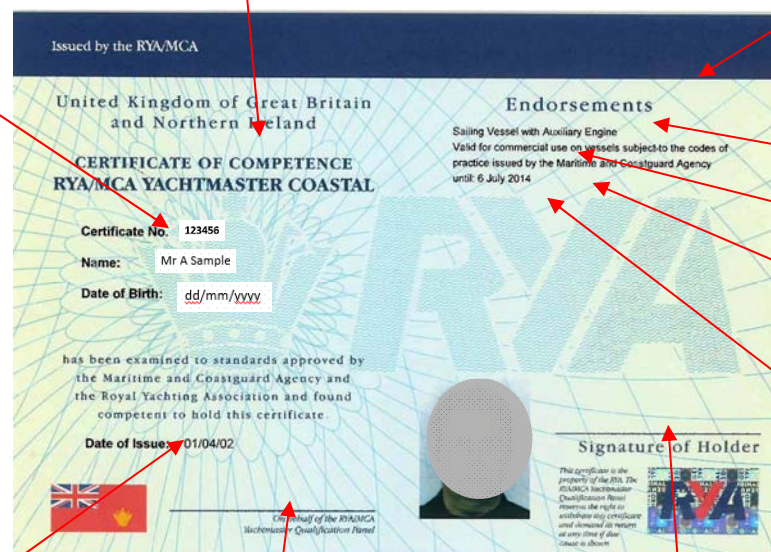 Issued by the RYA/MCA
United Kingdom of Great Britain
and Northern Ireland
CERTIFICATE OF COMPETENCE
RYA/MCA YACHTMASTER COASTAL
Certificate No. 123456
Name: Mr A Sample
Date of Birth: dd/mm/yyyy
has been examined to standards approved by
the Maritime and Coastguard Agency and
the Royal Yachting Association and found
competent to hold this certificate.
Date of Issue: 01/04/02
On behalf of the RYA/MCA
Yachtmaster Qualification Panel
Endorsements
Sailing Vessel with Auxiliary Engine
Valid for commercial use on vessels subject to the codes of
practice issued by the Maritime and Coastguard Agency
until: 6 July 2014
RYA
Signature of Holder
This certificate is the
property of the RYA. The
RYA/MCA Yachtmaster
Qualification Panel
reserves the right to
withdraw any certificate
and demand its return
at any time if due
cause is shown
RYA